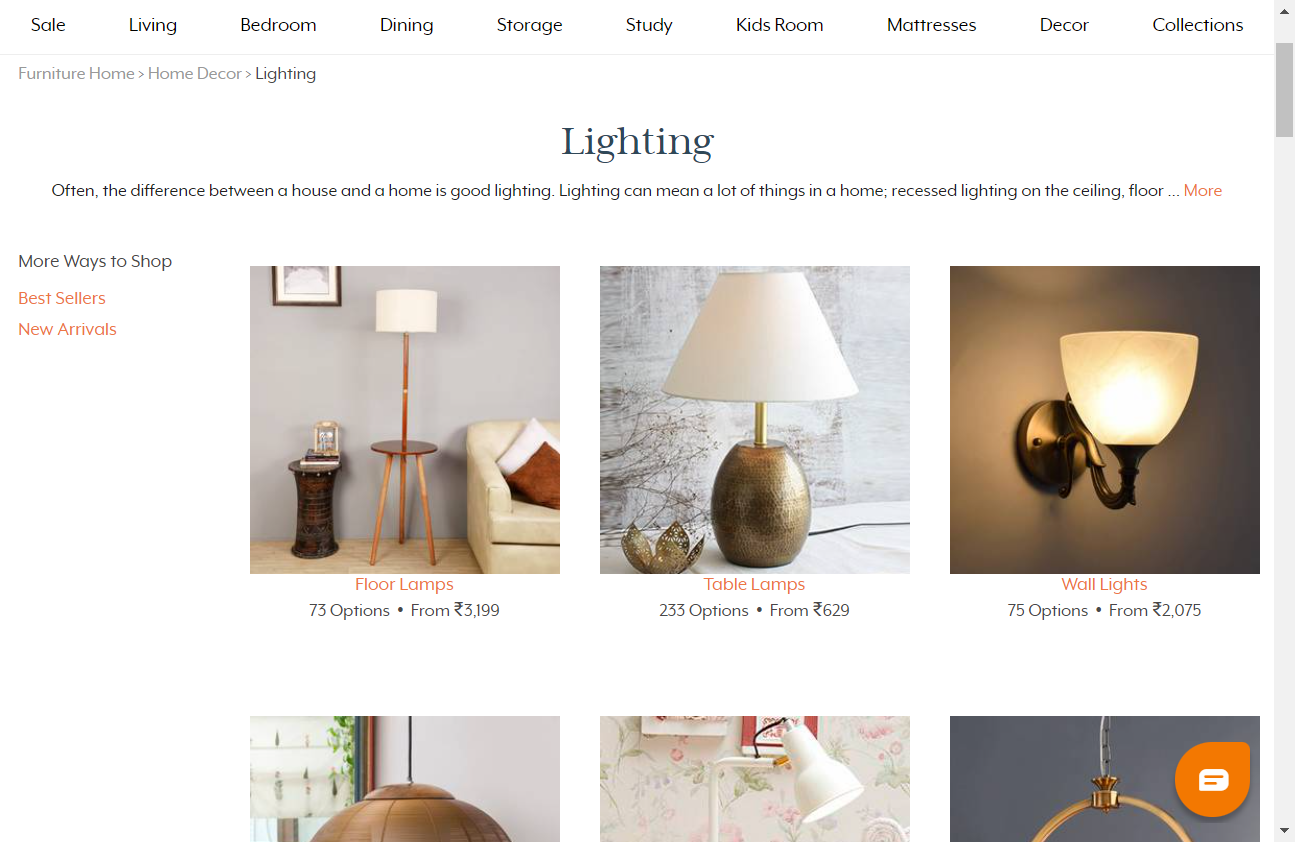 Sale Living Bedroom Dining Storage Study Kids Room Mattresses Decor Collections
Furniture Home > Home Decor > Lighting
Lighting
Often, the difference between a house and a home is good lighting. Lighting can mean a lot of things in a home; recessed lighting on the ceiling, floor ... More
More Ways to Shop
Best Sellers
New Arrivals
Floor Lamps
73 Options • From ₹3,199
Table Lamps
233 Options • From ₹629
Wall Lights
75 Options • From ₹2,075